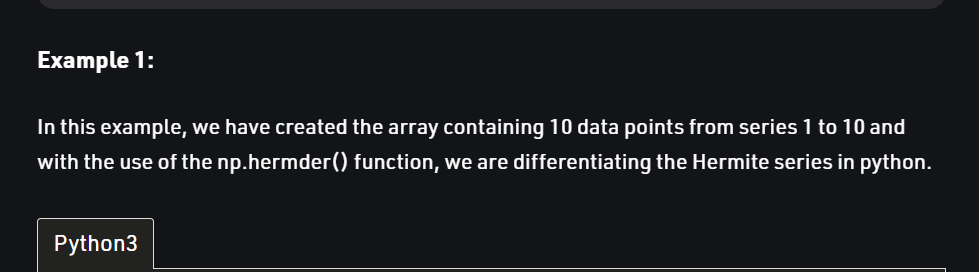 Example 1:
In this example, we have created the array containing 10 data points from series 1 to 10 and
with the use of the np.hermder() function, we are differentiating the Hermite series in python.
Python3